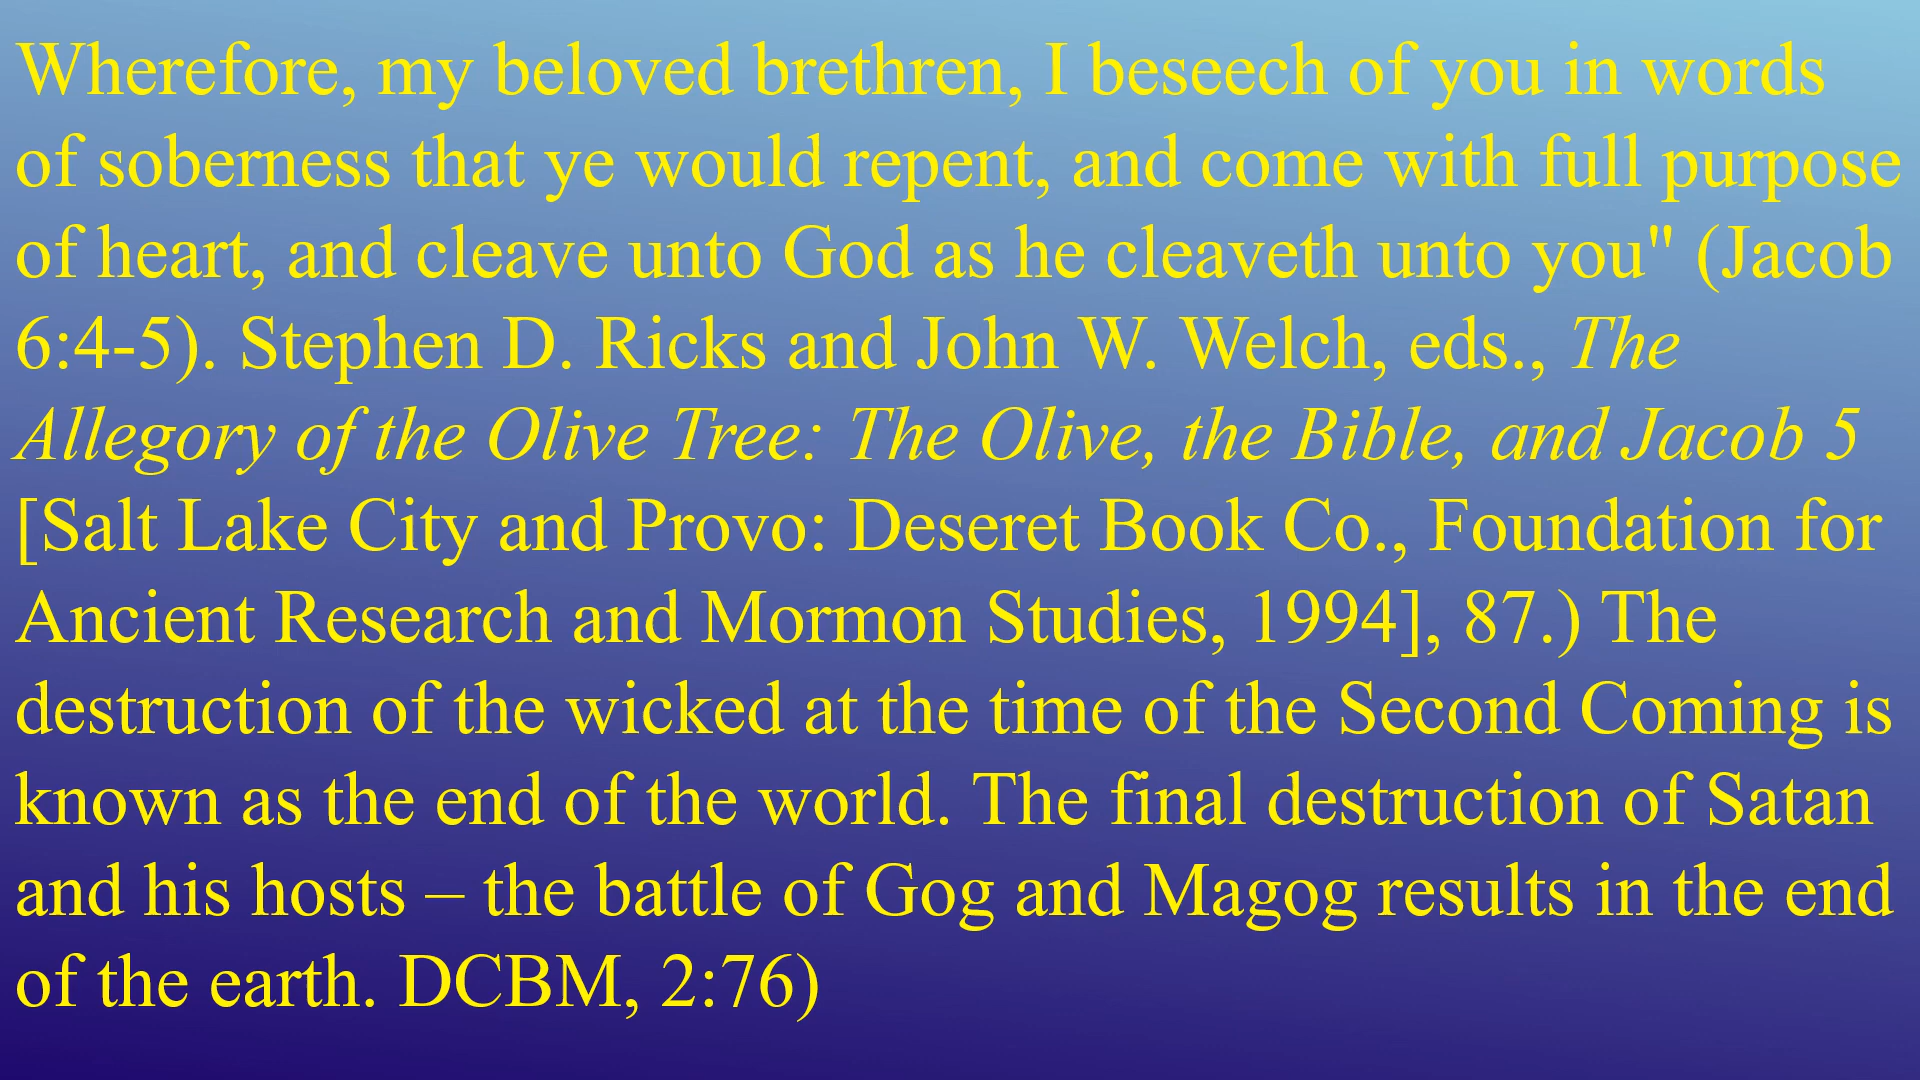 Wherefore, my beloved brethren, I beseech of you in words
of soberness that ye would repent, and come with full purpose
of heart, and cleave unto God as he cleaveth unto you" (Jacob
6:4-5). Stephen D. Ricks and John W. Welch, eds., The
Allegory of the Olive Tree: The Olive, the Bible, and Jacob 5
[Salt Lake City and Provo: Deseret Book Co., Foundation for
Ancient Research and Mormon Studies, 1994], 87.) The
destruction of the wicked at the time of the Second Coming is
known as the end of the world. The final destruction of Satan
and his hosts – the battle of Gog and Magog results in the end
of the earth. DCBM, 2:76)